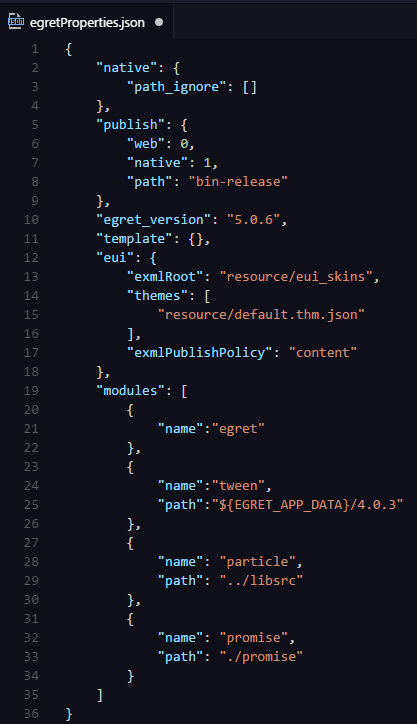 egretProperties.json
1 {
2     "native": {
3         "path_ignore": []
4     },
5     "publish": {
6         "web": 0,
7         "native": 1,
8         "path": "bin-release"
9     },
10     "egret_version": "5.0.6",
11     "template": {},
12     "eui": {
13         "exmlRoot": "resource/eui_skins",
14         "themes": [
15             "resource/default.thm.json"
16         ],
17         "exmlPublishPolicy": "content"
18     },
19     "modules": [
20         {
21             "name":"egret"
22         },
23         {
24             "name":"tween",
25             "path":"${EGRET_APP_DATA}/4.0.3"
26         },
27         {
28             "name": "particle",
29             "path": "../libsrc"
30         },
31         {
32             "name": "promise",
33             "path": "./promise"
34         }
35     ]
36 }